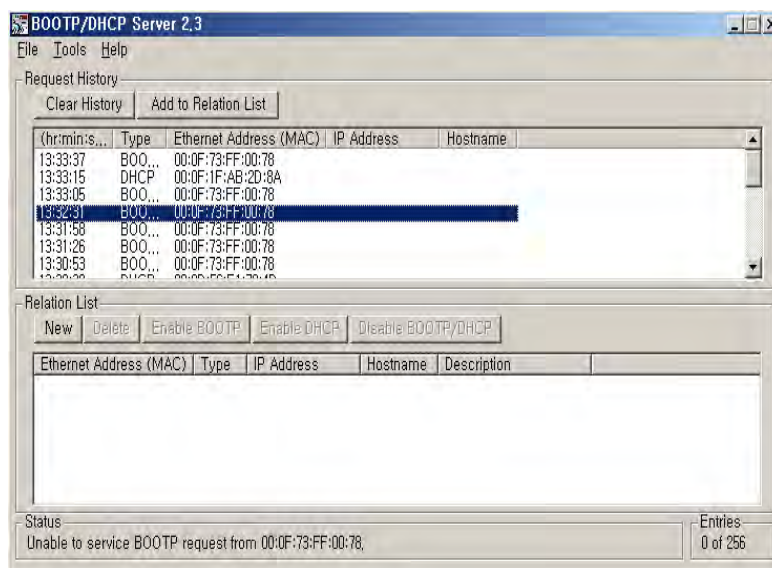 BOOTP/DHCP Server 2,3
File Tools Help
Request History
Clear History Add to Relation List
(hr:min:s... Type Ethernet Address (MAC) IP Address Hostname
13:33:37 BOO... 00:0F:73:FF:00:78
13:33:15 DHCP 00:0F:1F:AB:2D:8A
13:33:05 BOO... 00:0F:73:FF:00:78
13:32:31 BOO... 00:0F:73:FF:00:78
13:31:58 BOO... 00:0F:73:FF:00:78
13:31:26 BOO... 00:0F:73:FF:00:78
13:30:53 BOO... 00:0F:73:FF:00:78
DHCP
Relation List
New Delete Enable BOOTP Enable DHCP Disable BOOTP/DHCP
Ethernet Address (MAC) Type IP Address Hostname Description
Status
Unable to service BOOTP request from 00:0F:73:FF:00:78,
Entries
0 of 256